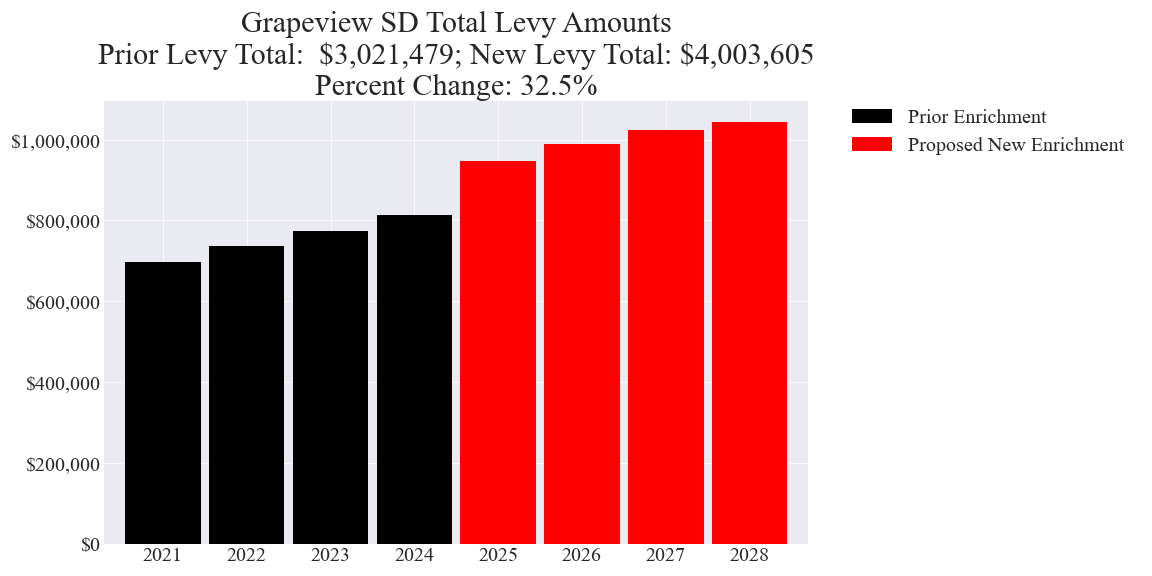 Grapeview SD Total Levy Amounts
Prior Levy Total:  $3,021,479; New Levy Total: $4,003,605
Percent Change: 32.5%
Prior Enrichment
Proposed New Enrichment
$1,000,000
$800,000
$600,000
$400,000
$200,000
$0
2021 2022 2023 2024 2025 2026 2027 2028